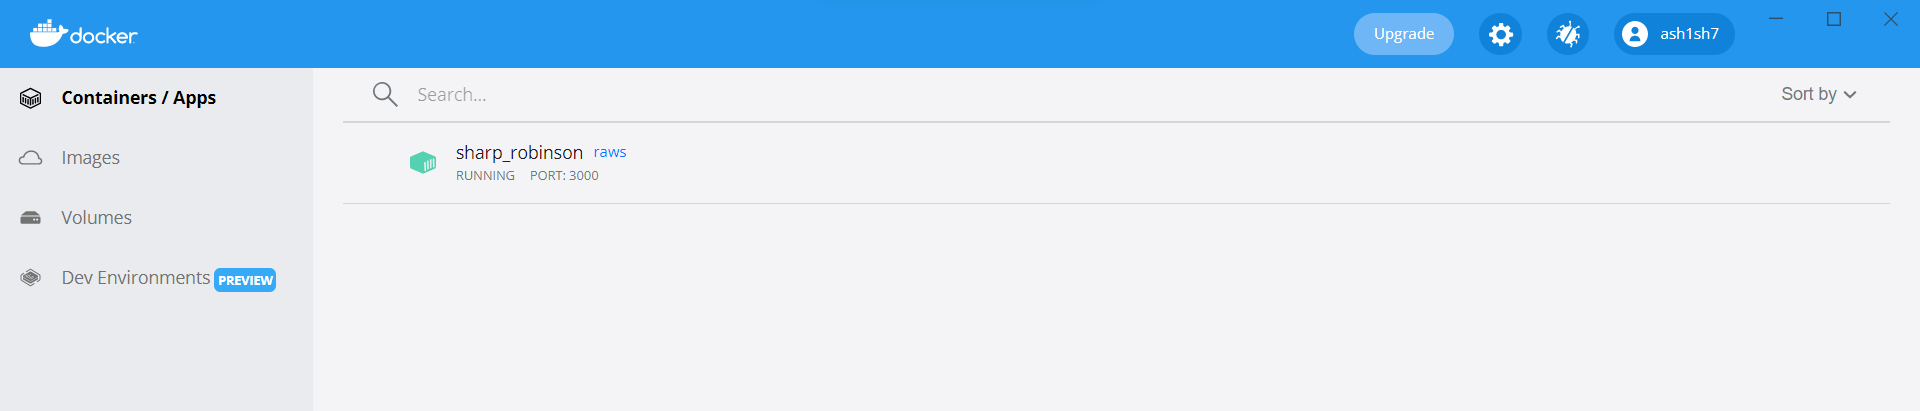 docker
Upgrade
ash1sh7
Containers / Apps
Images
Volumes
Dev Environments PREVIEW
Search...
Sort by
sharp_robinson raws
RUNNING PORT: 3000